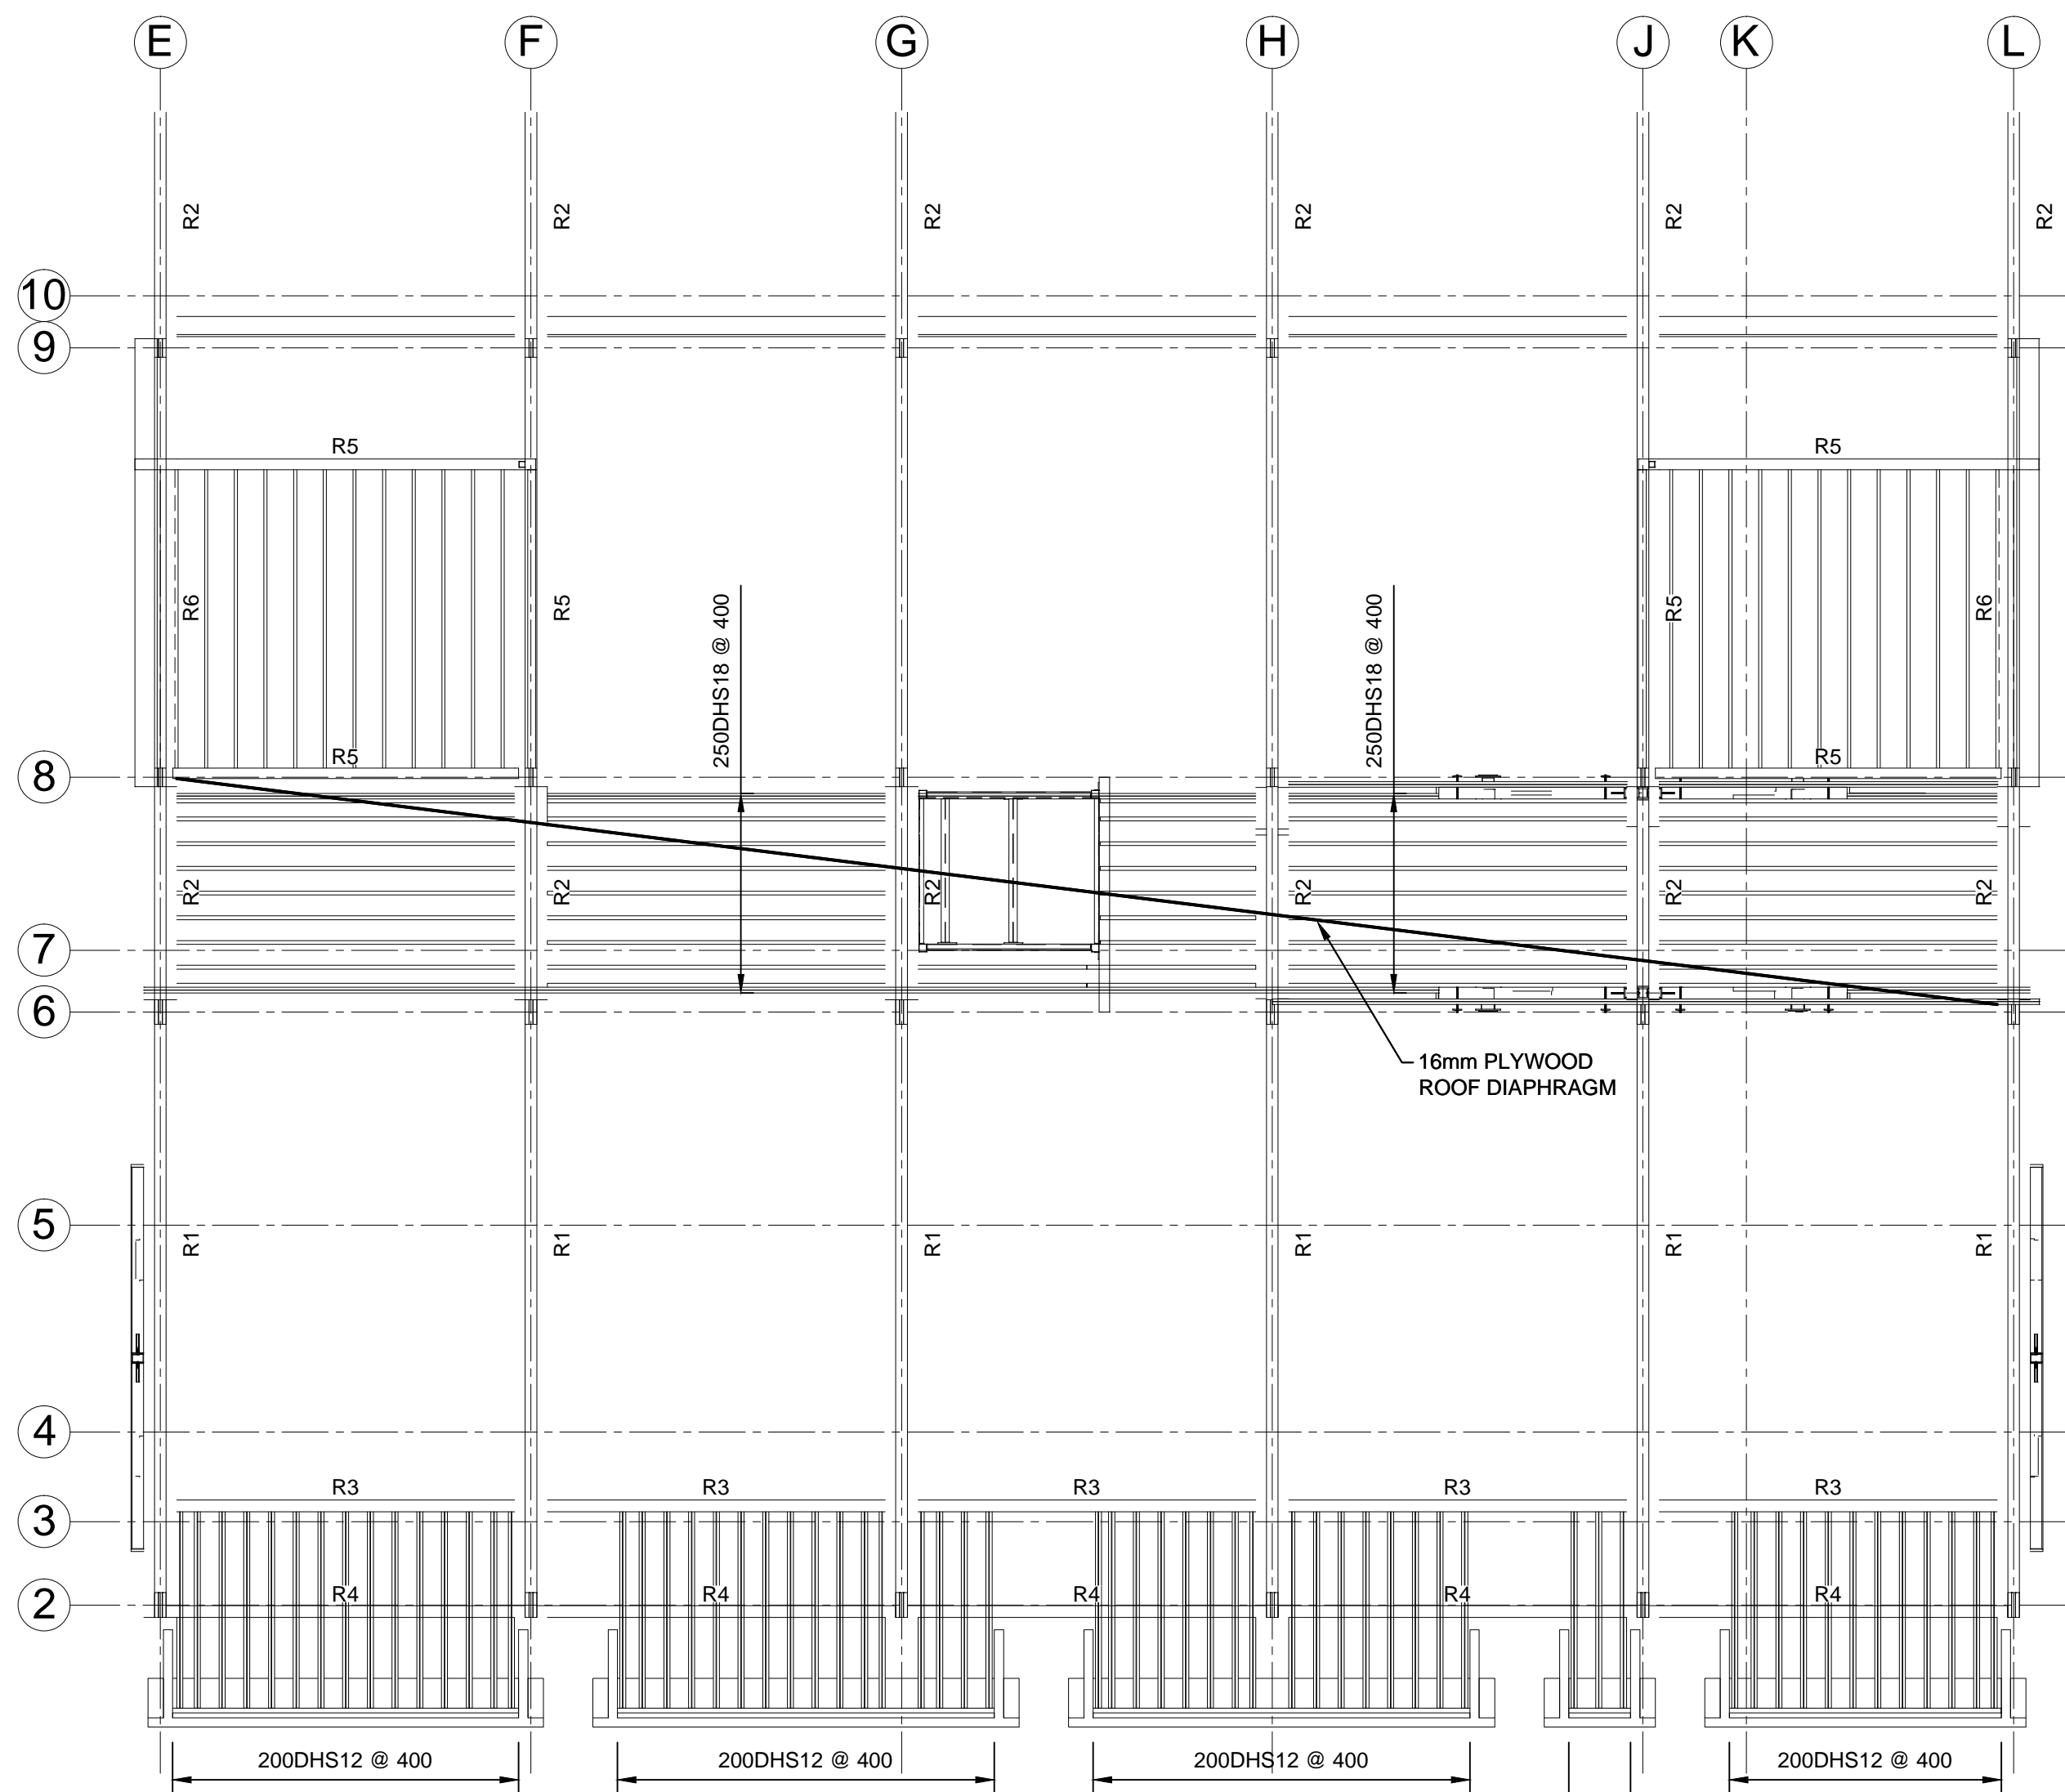 E F G H J K L
R2 R2 R2 R2 R2 R2
10
9
R5 R5
R6 R5 R5 R6
250DHS18 @ 400 250DHS18 @ 400
R5 R5
8
R2 R2 R2 R2 R2 R2
7
6
16mm PLYWOOD
ROOF DIAPHRAGM
5
R1 R1 R1 R1 R1 R1
4
R3 R3 R3 R3 R3
3
R4 R4 R4 R4 R4
2
200DHS12 @ 400 200DHS12 @ 400 200DHS12 @ 400 200DHS12 @ 400